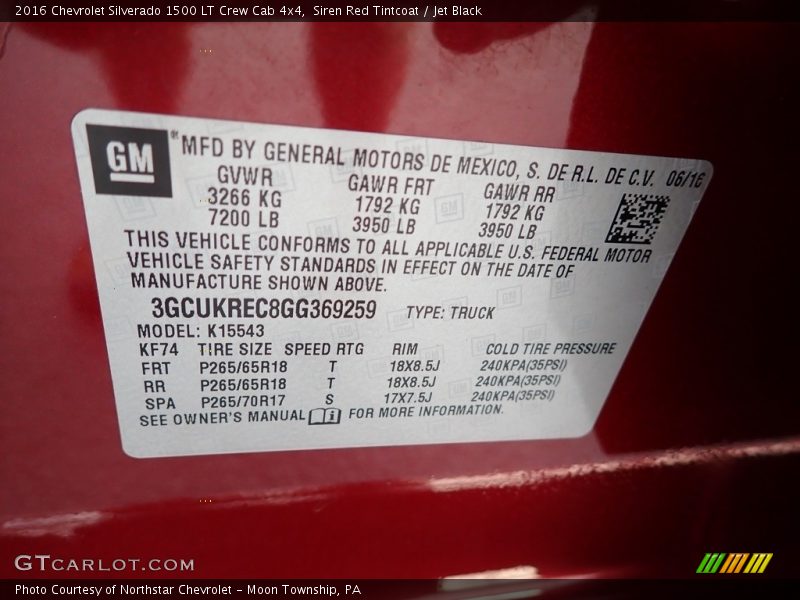 2016 Chevrolet Silverado 1500 LT Crew Cab 4x4,  Siren Red Tintcoat / Jet Black
GM ® MFD BY GENERAL MOTORS DE MEXICO, S. DE R.L. DE C.V. 06/16
GVWR GAWR FRT GAWR RR
3266 KG 1792 KG 1792 KG
7200 LB 3950 LB 3950 LB
THIS VEHICLE CONFORMS TO ALL APPLICABLE U.S. FEDERAL MOTOR
VEHICLE SAFETY STANDARDS IN EFFECT ON THE DATE OF
MANUFACTURE SHOWN ABOVE.
3GCUKREC8GG369259 TYPE: TRUCK
MODEL: K15543
KF74 TIRE SIZE SPEED RTG RIM COLD TIRE PRESSURE
FRT P265/65R18 T 18X8.5J 240KPA(35PSI)
RR P265/65R18 T 18X8.5J 240KPA(35PSI)
SPA P265/70R17 S 17X7.5J 240KPA(35PSI)
SEE OWNER'S MANUAL i FOR MORE INFORMATION.
GTCARLOT.COM
Photo Courtesy of Northstar Chevrolet - Moon Township, PA